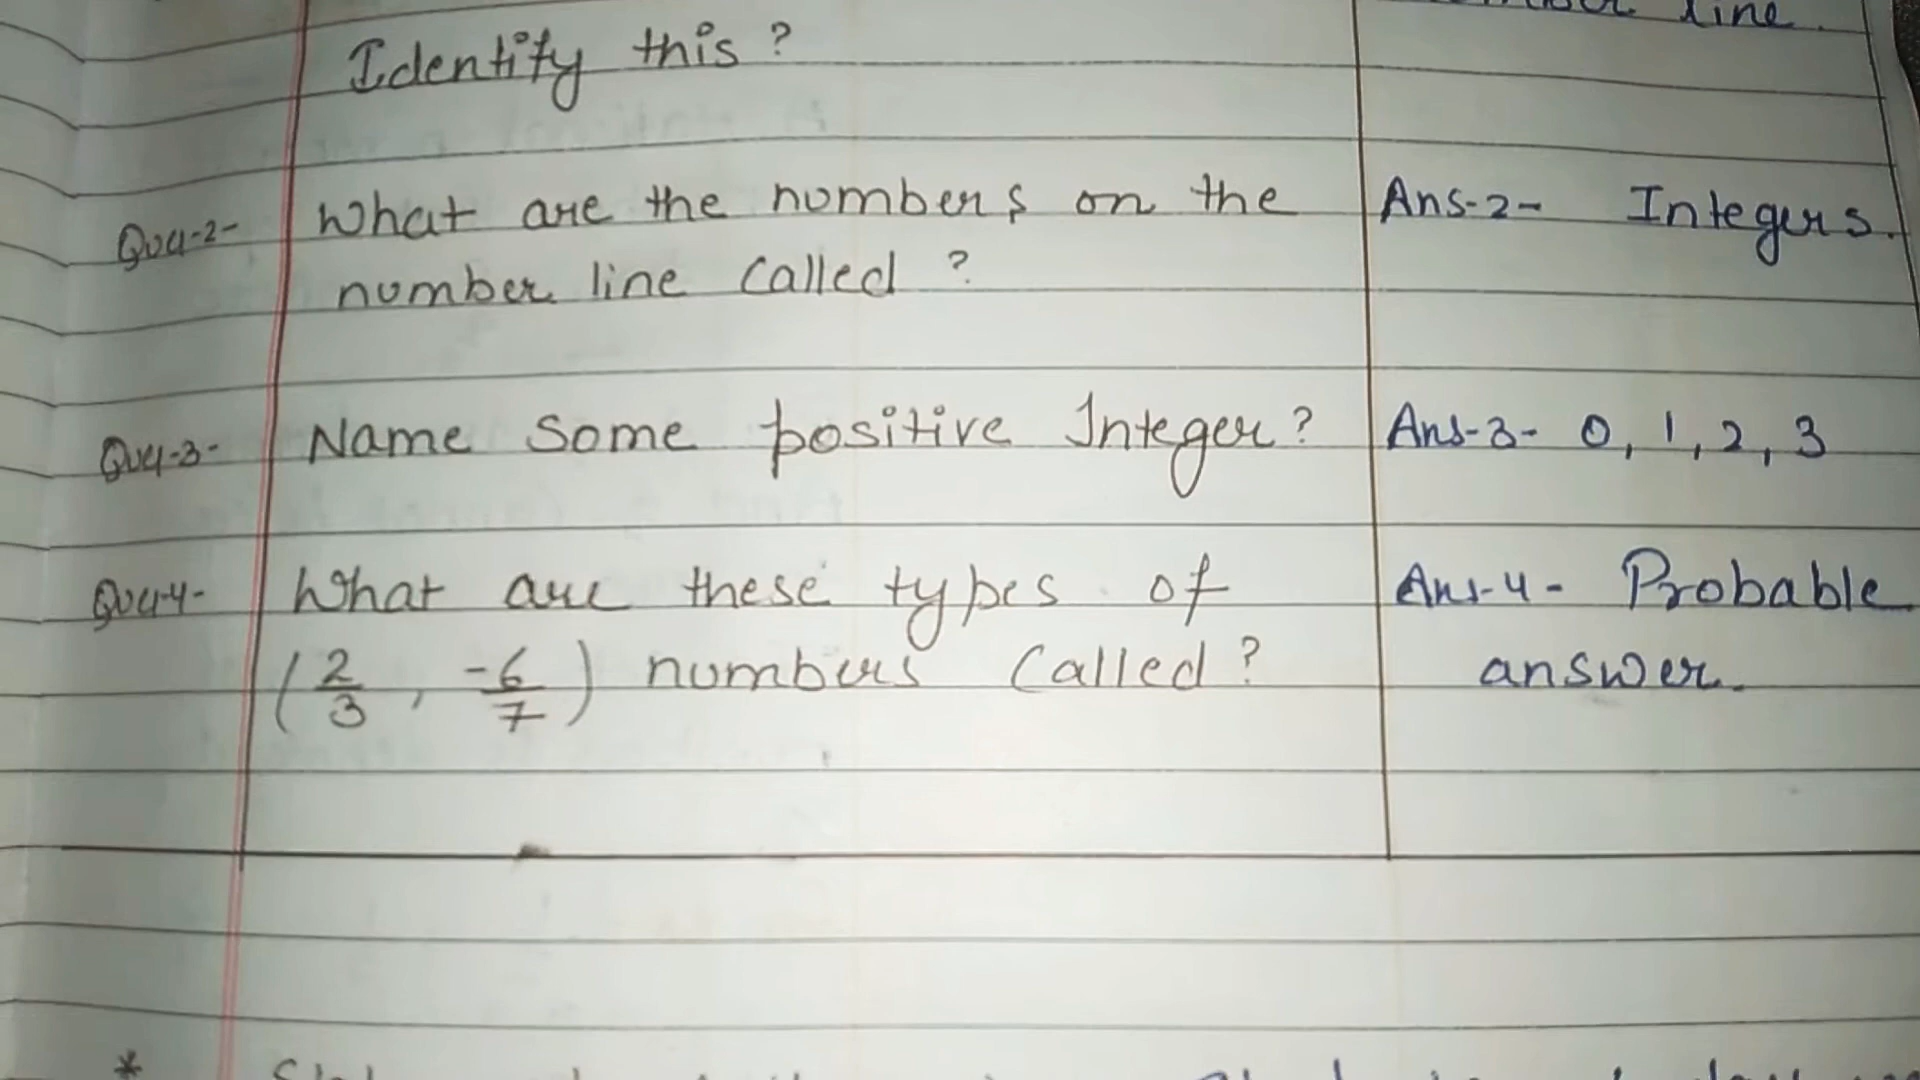 line.
Identify this?
Que-2- What are the numbers on the
number line called?
Ans-2- Integers.
Que-3- Name Some positive Integer?
Ans-3- 0, 1, 2, 3
Que-4- What are these types of
(2/3, -6/7) numbers called?
Ans-4- Probable
answer.
*